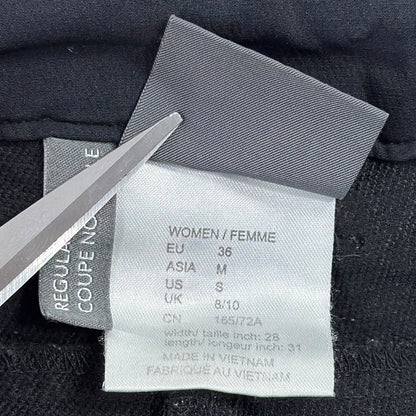 REGULA
COUPE NO LE
WOMEN / FEMME
EU 36
ASIA M
US S
UK 8/10
CN 165/72A
width/ taille inch: 28
length/ longeur inch: 31
MADE IN VIETNAM
FABRIQUÉ AU VIETNAM